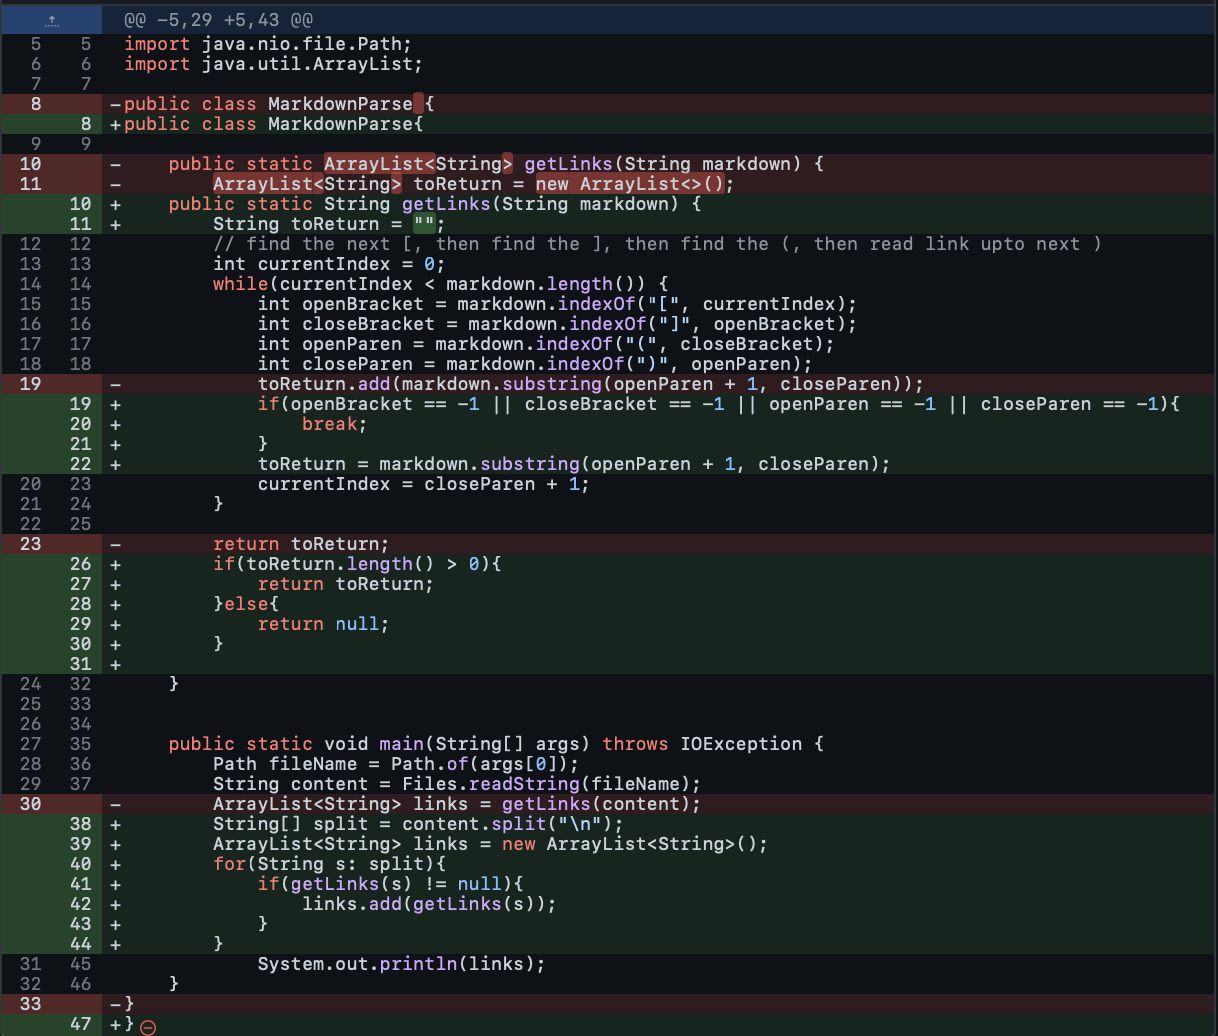 @@ -5,29 +5,43 @@
5 5 import java.nio.file.Path;
6 6 import java.util.ArrayList;
7 7
8 -public class MarkdownParse {
8 +public class MarkdownParse{
9 9
10 -    public static ArrayList<String> getLinks(String markdown) {
11 -        ArrayList<String> toReturn = new ArrayList<>();
10 +    public static String getLinks(String markdown) {
11 +        String toReturn = "";
12 12         // find the next [, then find the ], then find the (, then read link upto next )
13 13         int currentIndex = 0;
14 14         while(currentIndex < markdown.length()) {
15 15             int openBracket = markdown.indexOf("[", currentIndex);
16 16             int closeBracket = markdown.indexOf("]", openBracket);
17 17             int openParen = markdown.indexOf("(", closeBracket);
18 18             int closeParen = markdown.indexOf(")", openParen);
19 -            toReturn.add(markdown.substring(openParen + 1, closeParen));
19 +            if(openBracket == -1 || closeBracket == -1 || openParen == -1 || closeParen == -1){
20 +                break;
21 +            }
22 +            toReturn = markdown.substring(openParen + 1, closeParen);
20 23             currentIndex = closeParen + 1;
21 24         }
22 25
23 -        return toReturn;
26 +        if(toReturn.length() > 0){
27 +            return toReturn;
28 +        }else{
29 +            return null;
30 +        }
31 +
24 32     }
25 33
26 34
27 35     public static void main(String[] args) throws IOException {
28 36         Path fileName = Path.of(args[0]);
29 37         String content = Files.readString(fileName);
30 -        ArrayList<String> links = getLinks(content);
38 +        String[] split = content.split("\n");
39 +        ArrayList<String> links = new ArrayList<String>();
40 +        for(String s: split){
41 +            if(getLinks(s) != null){
42 +                links.add(getLinks(s));
43 +            }
44 +        }
31 45             System.out.println(links);
32 46     }
33 -}
47 +}